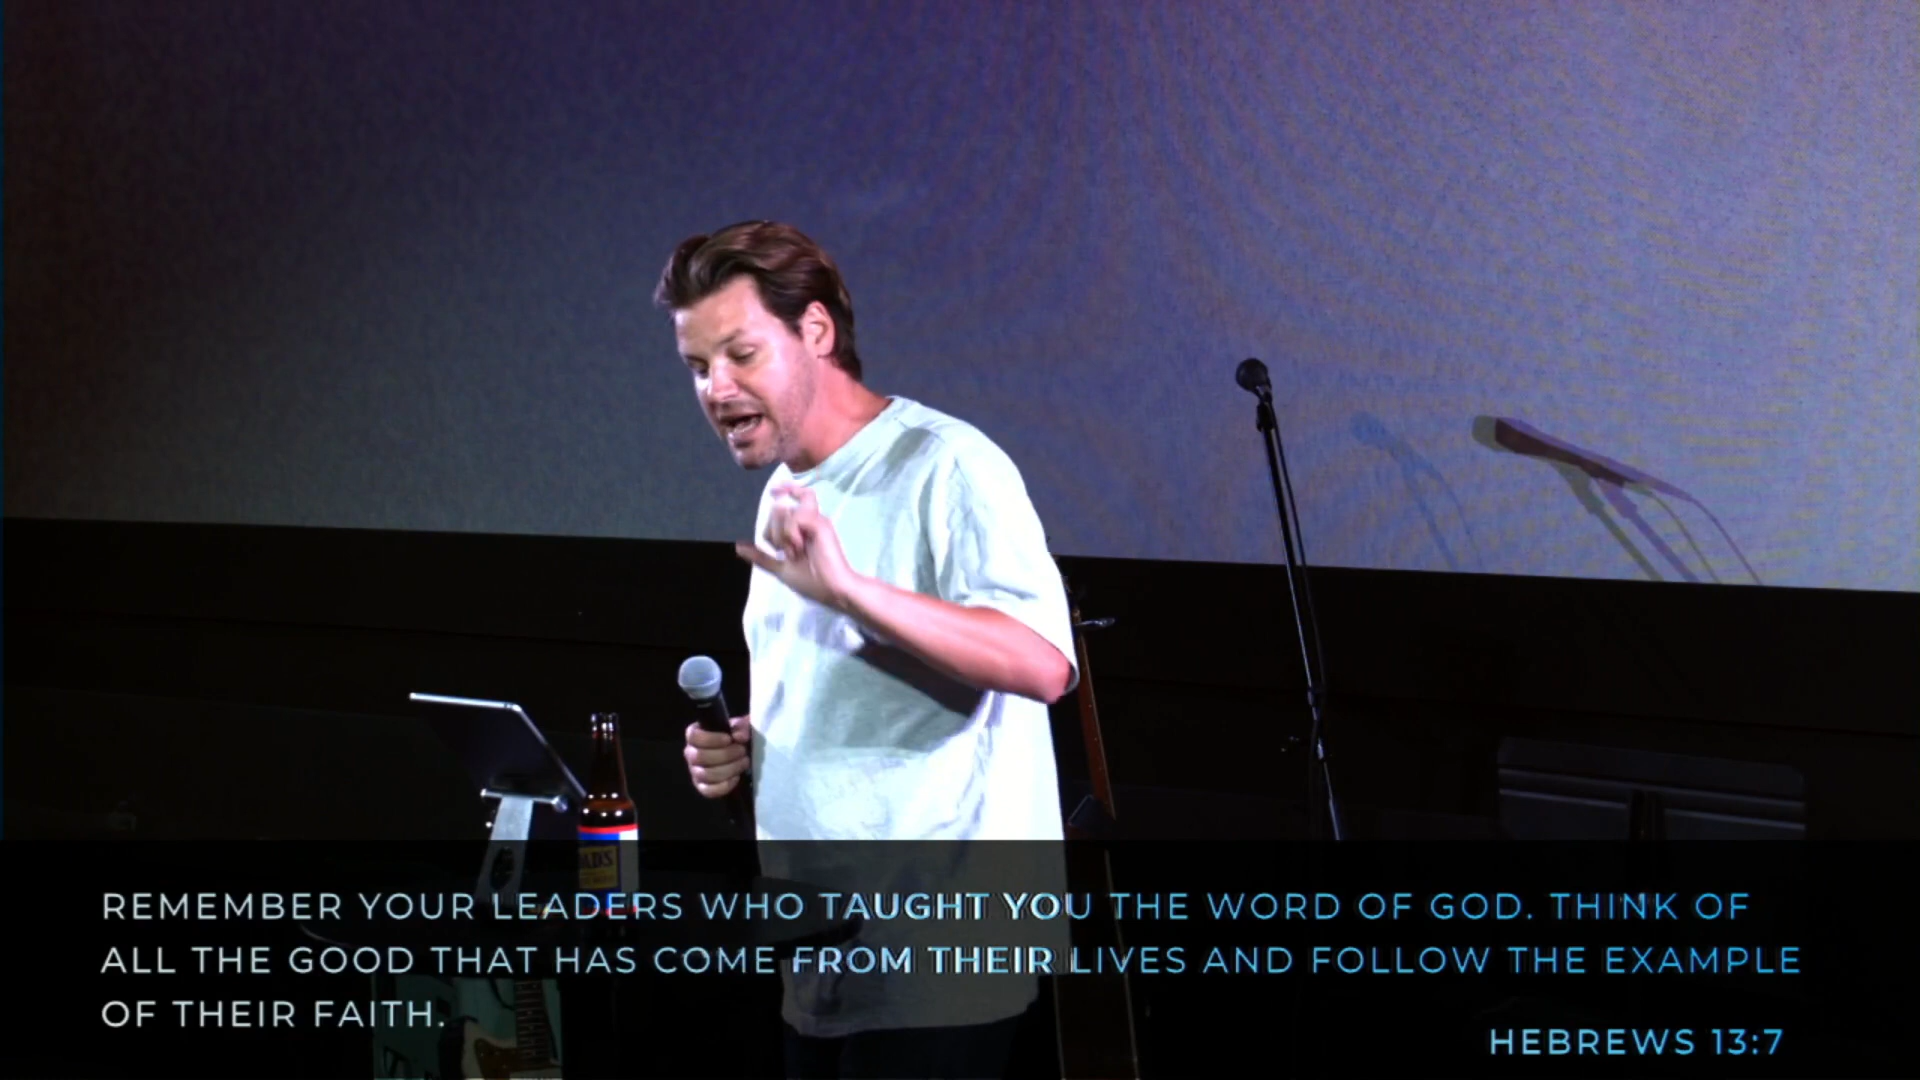 REMEMBER YOUR LEADERS WHO TAUGHT YOU THE WORD OF GOD. THINK OF
ALL THE GOOD THAT HAS COME FROM THEIR LIVES AND FOLLOW THE EXAMPLE
OF THEIR FAITH.
HEBREWS 13:7